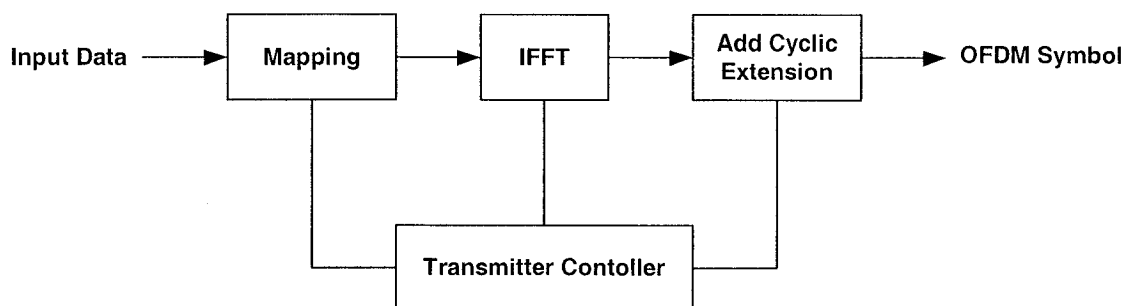 Input Data
Mapping
IFFT
Add Cyclic
Extension
OFDM Symbol
Transmitter Contoller